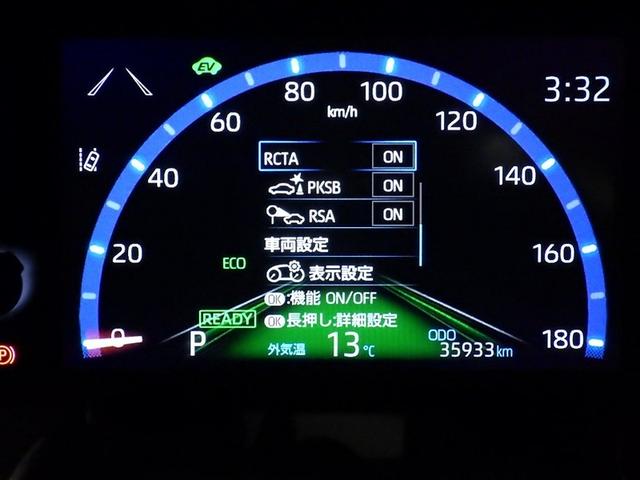 EV
3:32
0
20
40
60
80
100
120
140
160
180
km/h
RCTA ON
PKSB ON
RSA ON
車両設定
表示設定
OK:機能 ON/OFF
OK長押し:詳細設定
ECO
READY
P
外気温 13℃
ODO
35933 km
(P)